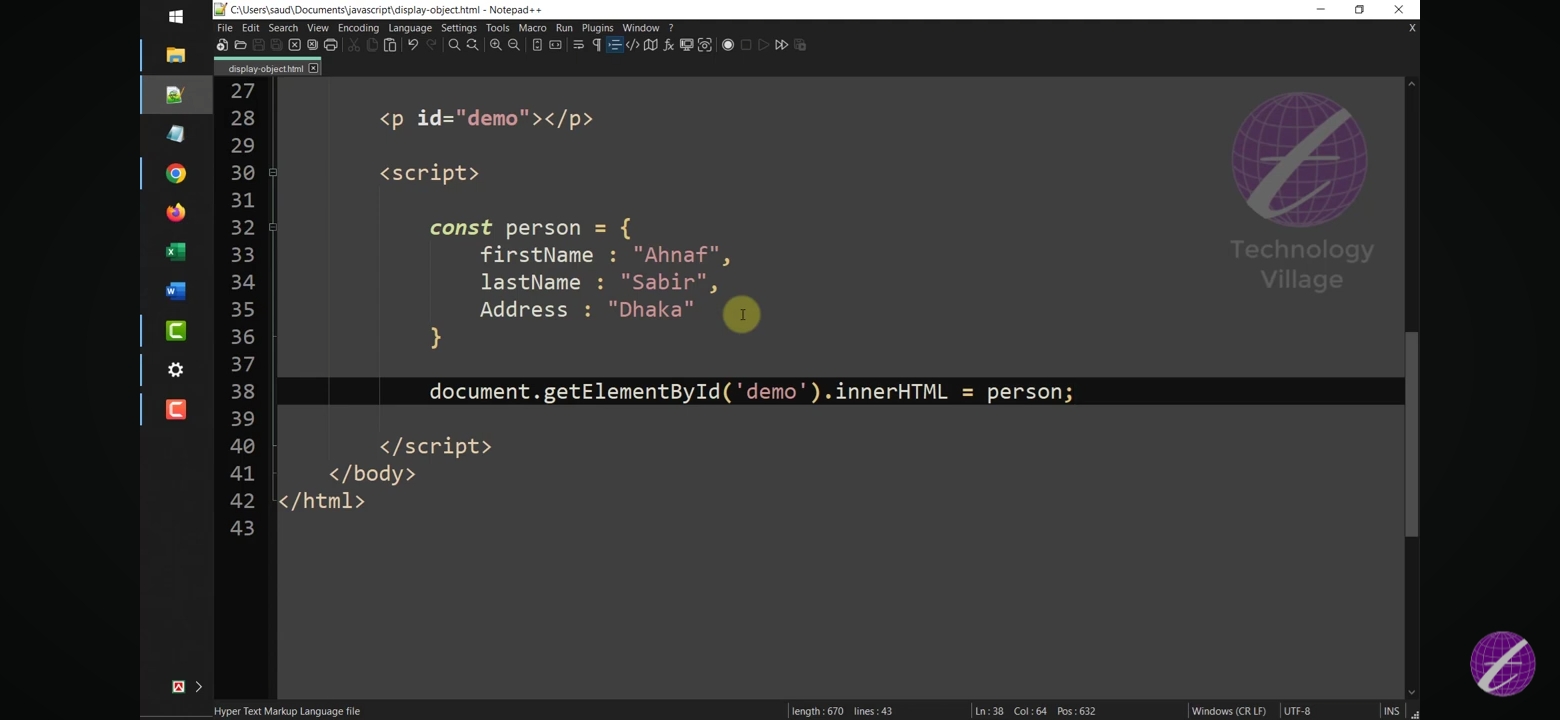 C:\Users\saud\Documents\javascript\display-object.html - Notepad++
File Edit Search View Encoding Language Settings Tools Macro Run Plugins Window ? X
display-object.html
27
28 <p id="demo"></p>
29
30 <script>
31
32 const person = {
33 firstName : "Ahnaf",
34 lastName : "Sabir",
35 Address : "Dhaka"
36 }
37
38 document.getElementById('demo').innerHTML = person;
39
40 </script>
41 </body>
42 </html>
43
Technology
Village
Hyper Text Markup Language file length : 670 lines : 43 Ln : 38 Col : 64 Pos : 632 Windows (CR LF) UTF-8 INS